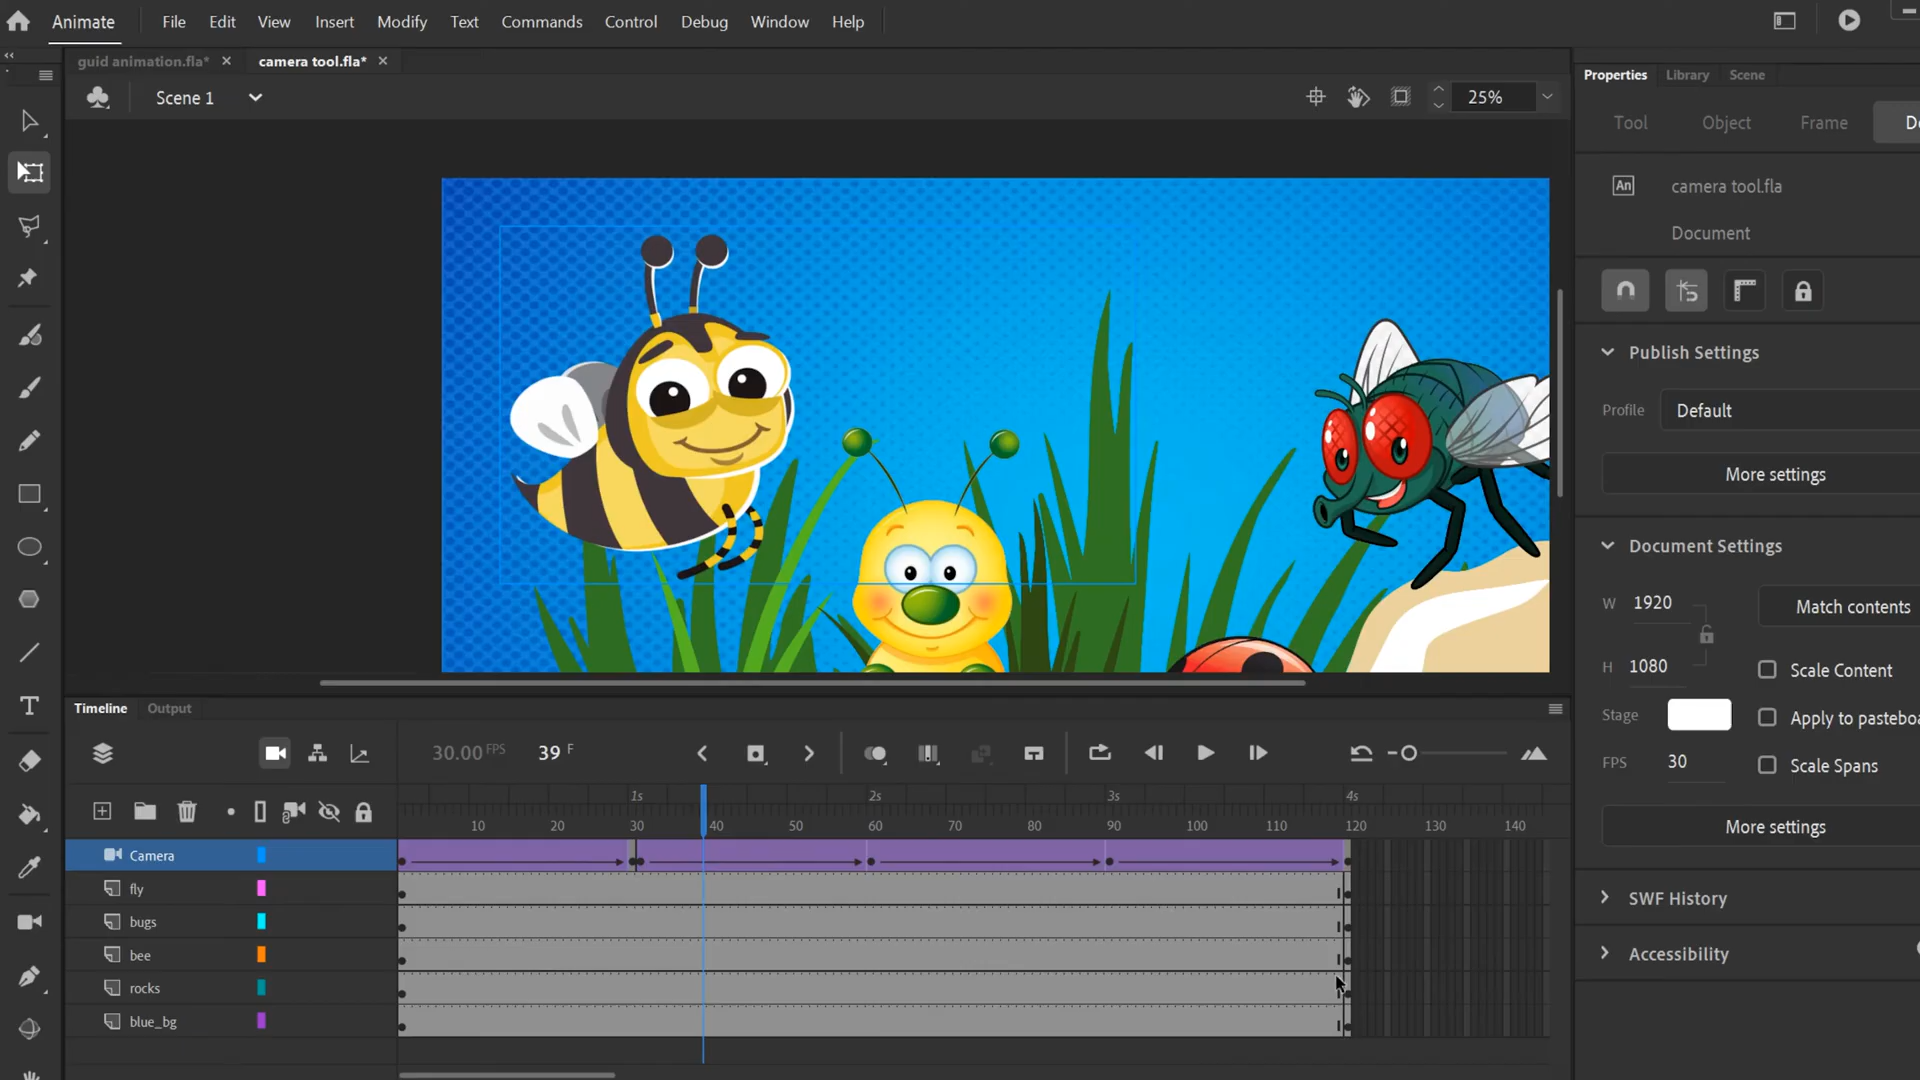 Animate File Edit View Insert Modify Text Commands Control Debug Window Help
guid animation.fla* camera tool.fla*
Scene 1 25%
Properties Library Scene
Tool Object Frame
An camera tool.fla
Document
Publish Settings
Profile Default
More settings
Document Settings
W 1920 Match contents
H 1080 Scale Content
Stage
FPS 30 Scale Spans
More settings
SWF History
Accessibility
Timeline Output
30.00 FPS 39 F
1s 2s 3s 4s
10 20 30 40 50 60 70 80 90 100 110 120 130 140
Camera
fly
bugs
bee
rocks
blue_bg
T